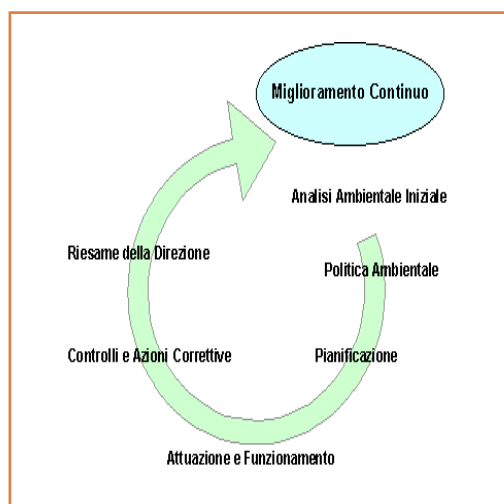 Miglioramento Continuo
Analisi Ambientale Iniziale
Politica Ambientale
Pianificazione
Attuazione e Funzionamento
Controlli e Azioni Correttive
Riesame della Direzione